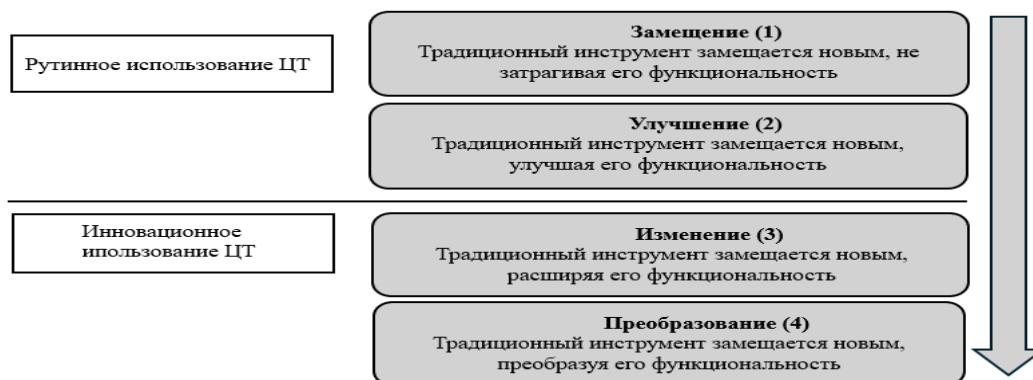 Рутинное использование ЦТ
Замещение (1)
Традиционный инструмент замещается новым, не
затрагивая его функциональность
Улучшение (2)
Традиционный инструмент замещается новым,
улучшая его функциональность
Инновационное
ипользование ЦТ
Изменение (3)
Традиционный инструмент замещается новым,
расширяя его функциональность
Преобразование (4)
Традиционный инструмент замещается новым,
преобразуя его функциональность